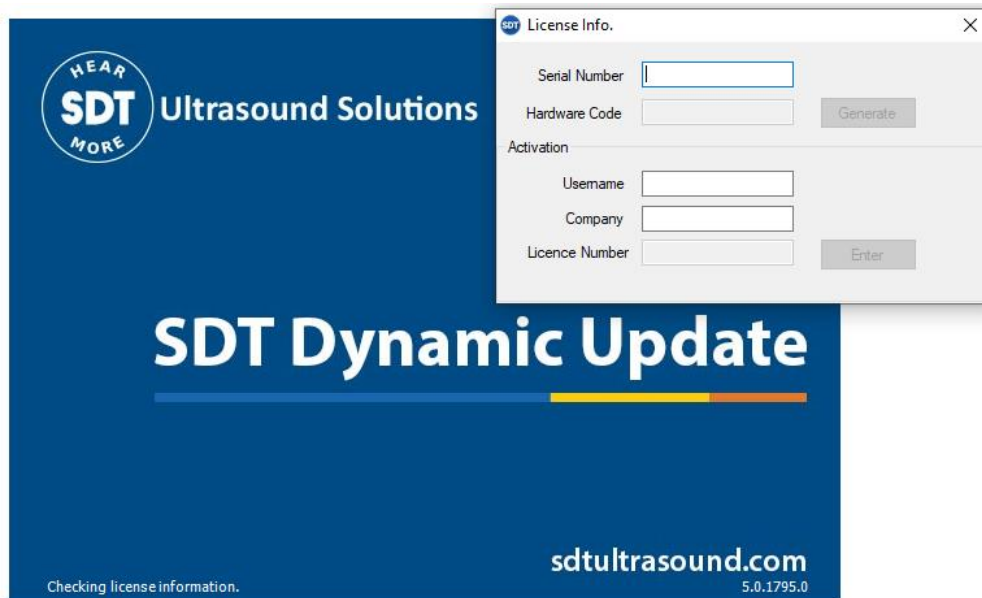 HEAR
SDT
MORE
Ultrasound Solutions
SDT
License Info.
Serial Number
Hardware Code
Generate
Activation
Username
Company
Licence Number
Enter
SDT Dynamic Update
sdtultrasound.com
Checking license information.
5.0.1795.0